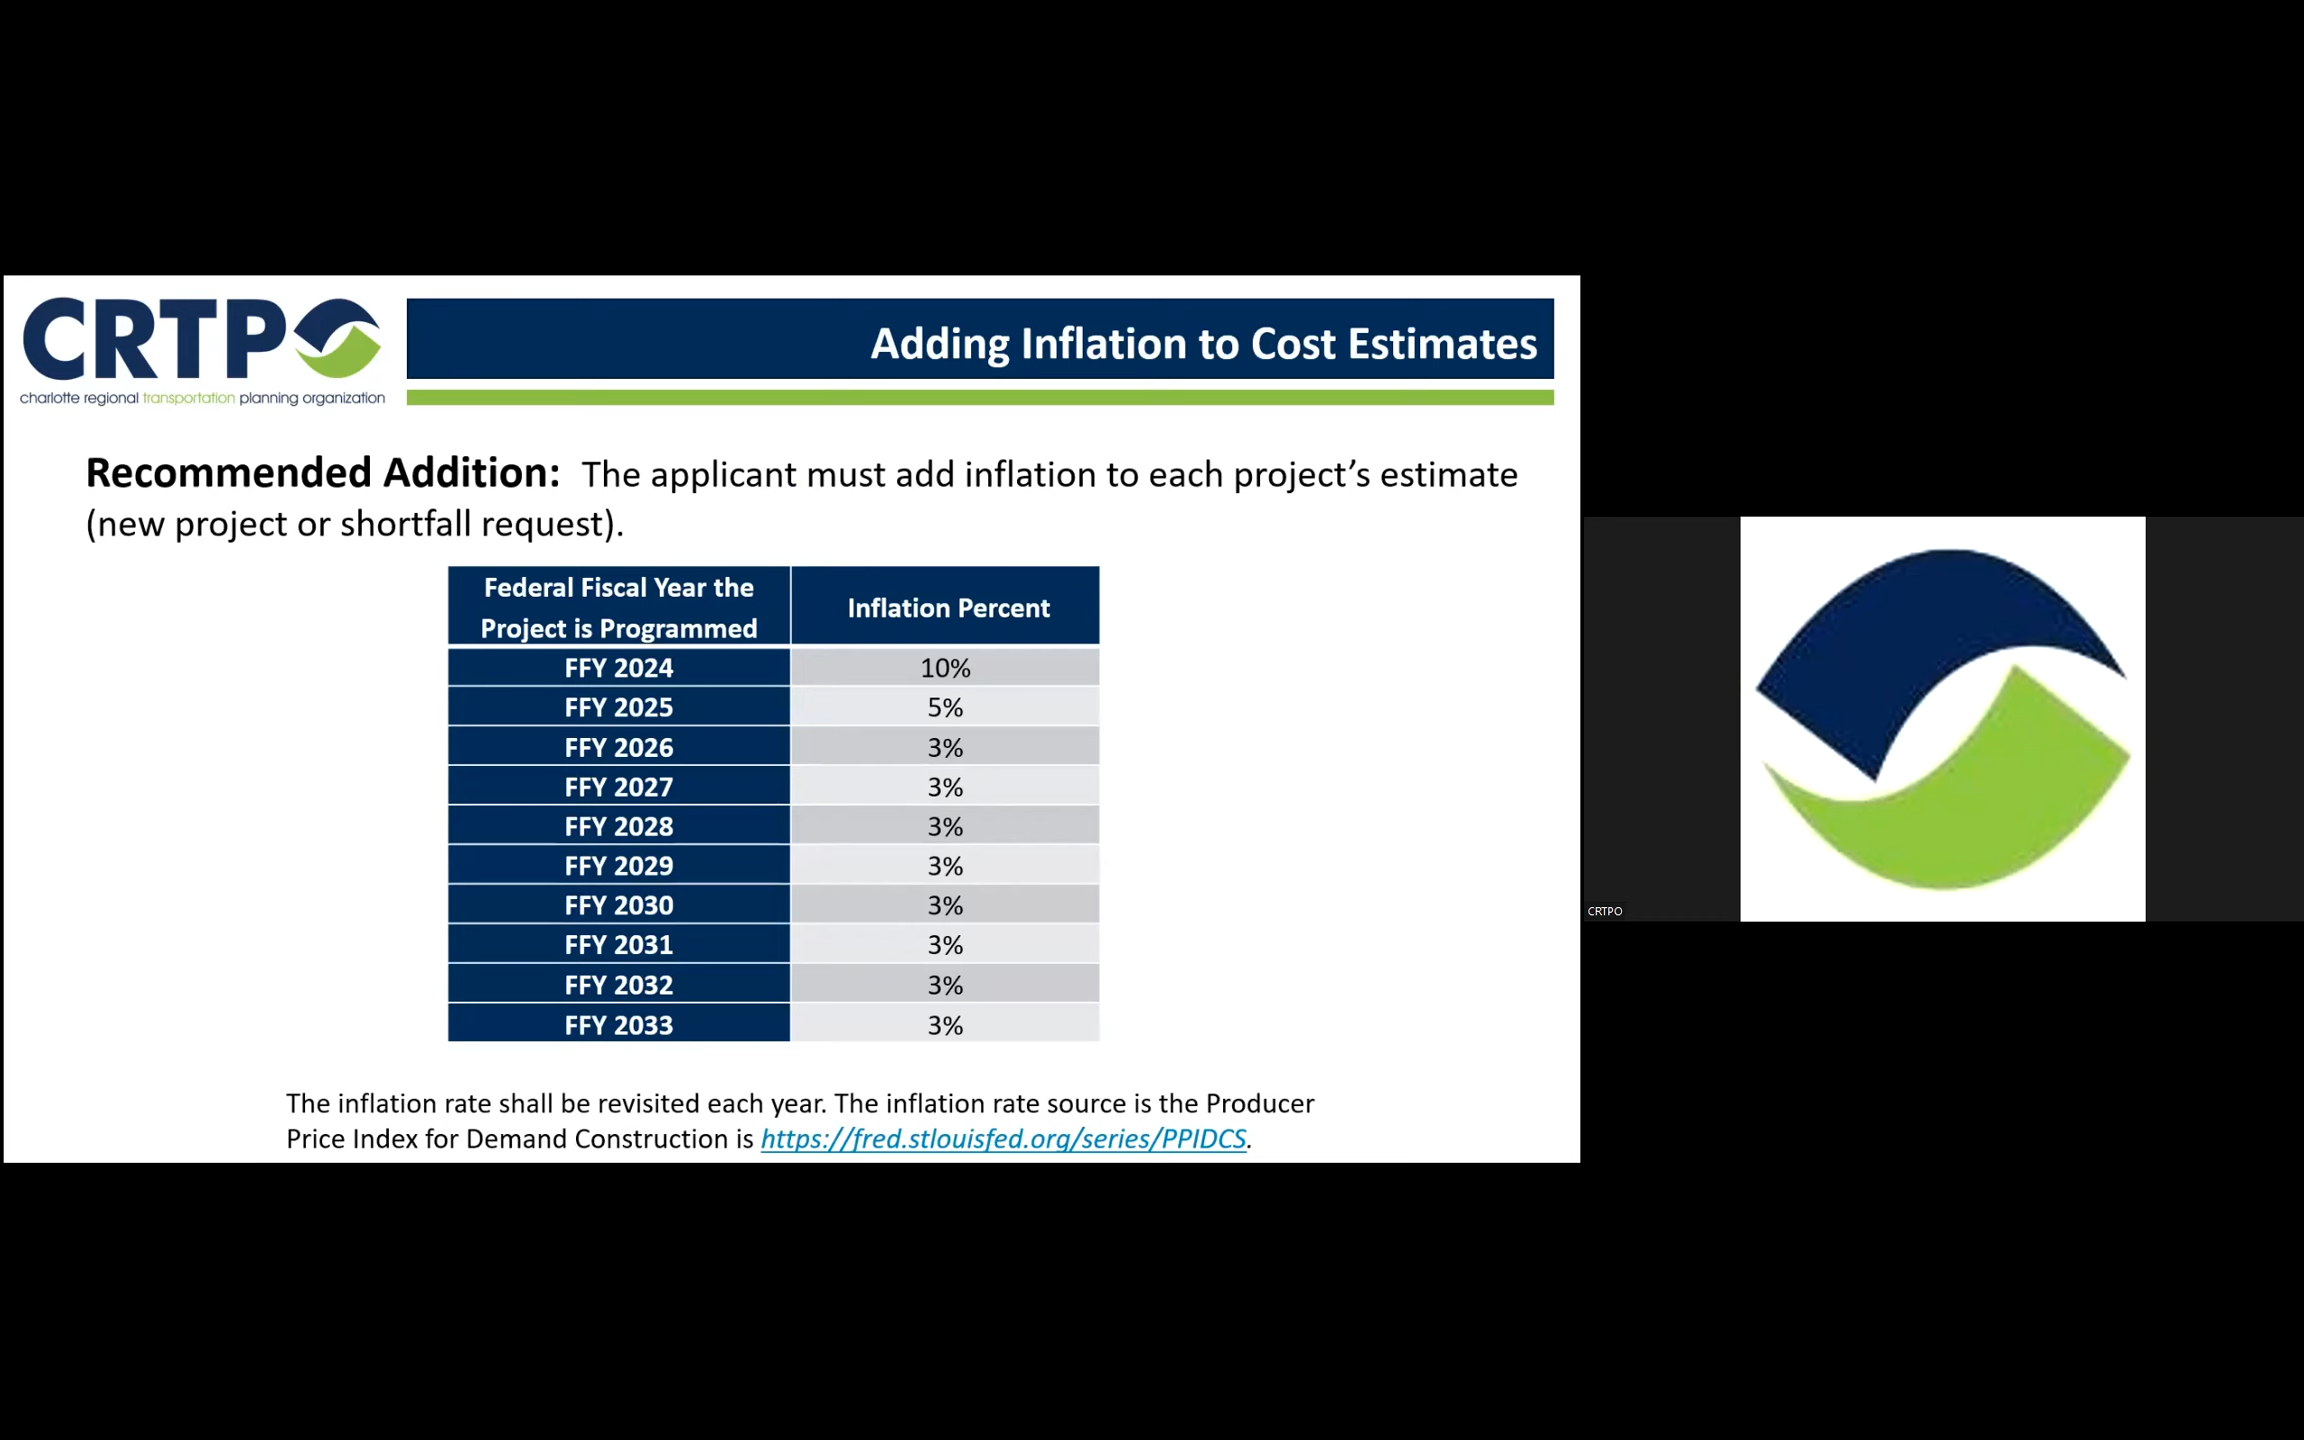 CRTPO
charlotte regional transportation planning organization
Adding Inflation to Cost Estimates
Recommended Addition: The applicant must add inflation to each project’s estimate
(new project or shortfall request).
Federal Fiscal Year the
Project is Programmed
Inflation Percent
FFY 2024 10%
FFY 2025 5%
FFY 2026 3%
FFY 2027 3%
FFY 2028 3%
FFY 2029 3%
FFY 2030 3%
FFY 2031 3%
FFY 2032 3%
FFY 2033 3%
The inflation rate shall be revisited each year. The inflation rate source is the Producer
Price Index for Demand Construction is https://fred.stlouisfed.org/series/PPIDCS.
CRTPO